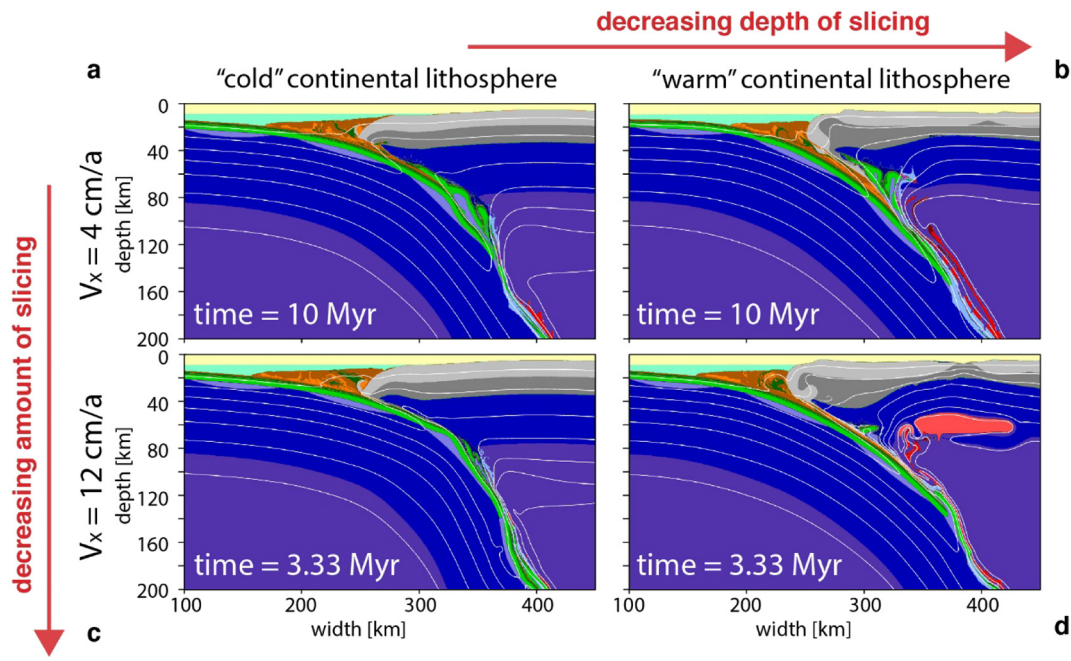 decreasing depth of slicing
a
b
"cold" continental lithosphere
"warm" continental lithosphere
decreasing amount of slicing
Vx = 4 cm/a
depth [km]
0
40
80
120
160
200
time = 10 Myr
time = 10 Myr
Vx = 12 cm/a
depth [km]
0
40
80
120
160
200
time = 3.33 Myr
time = 3.33 Myr
100
200
300
400
100
200
300
400
width [km]
width [km]
c
d